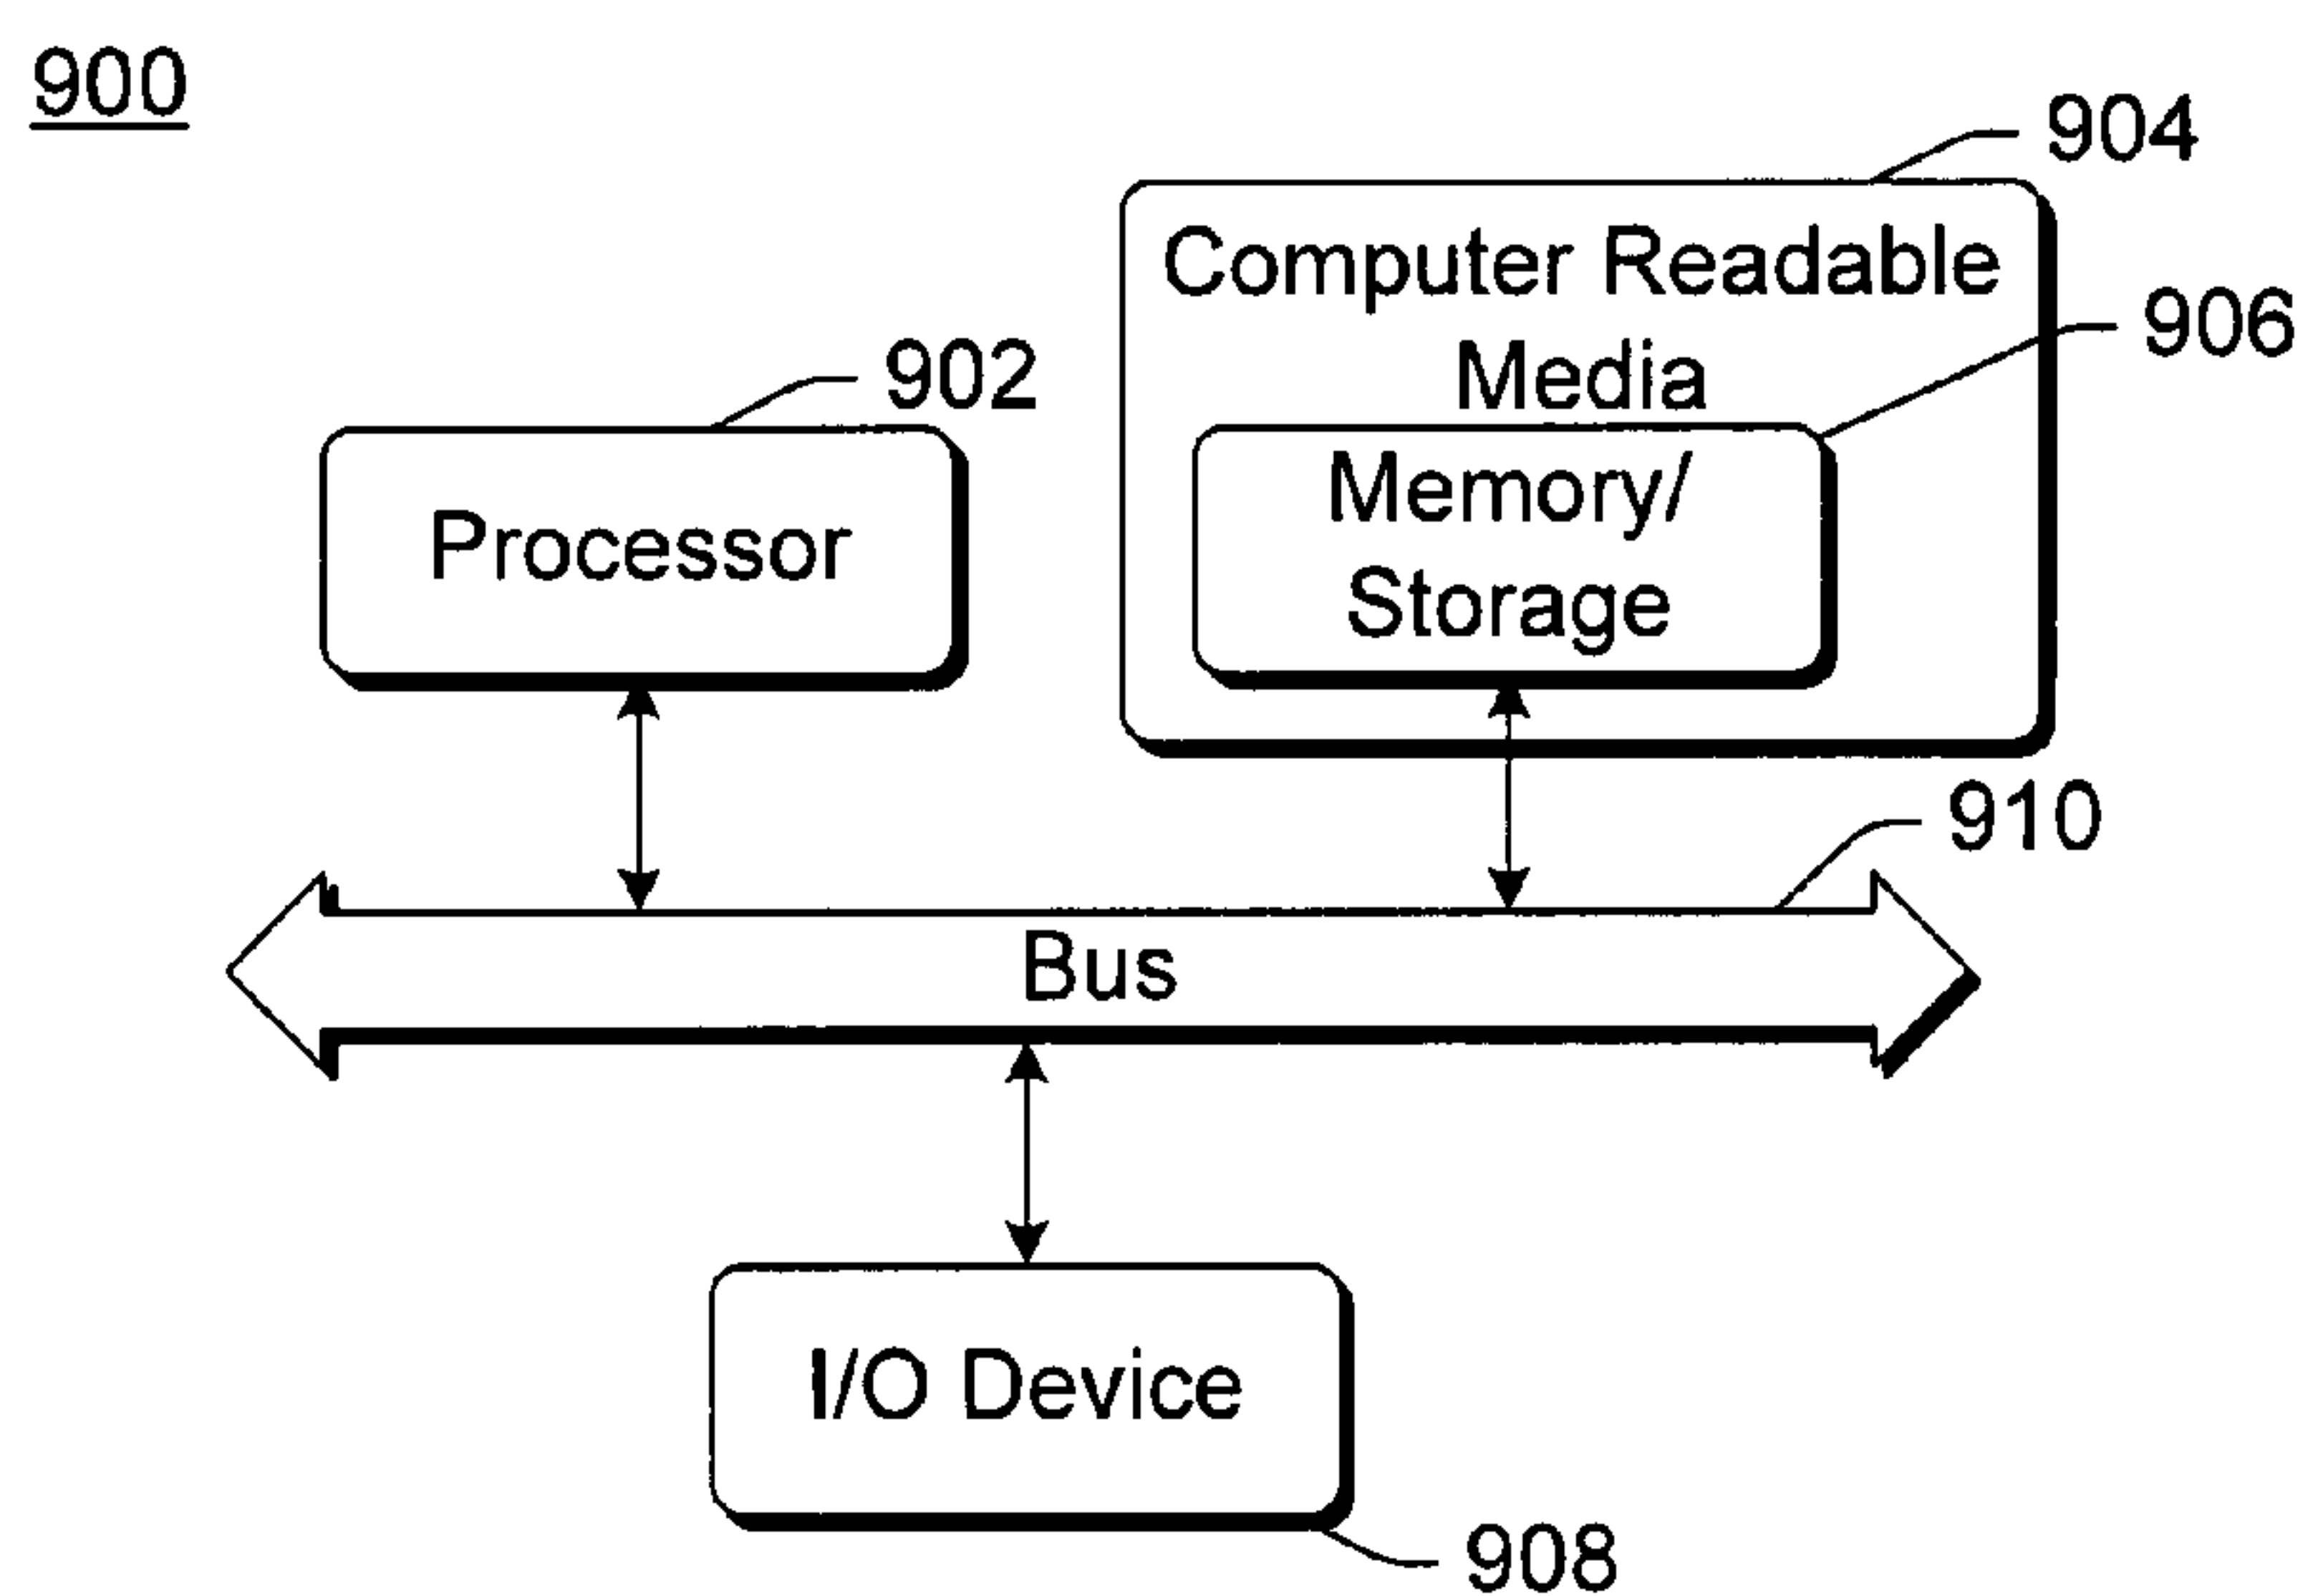 900
904
Computer Readable
Media
906
902
Processor
Memory/
Storage
910
Bus
I/O Device
908